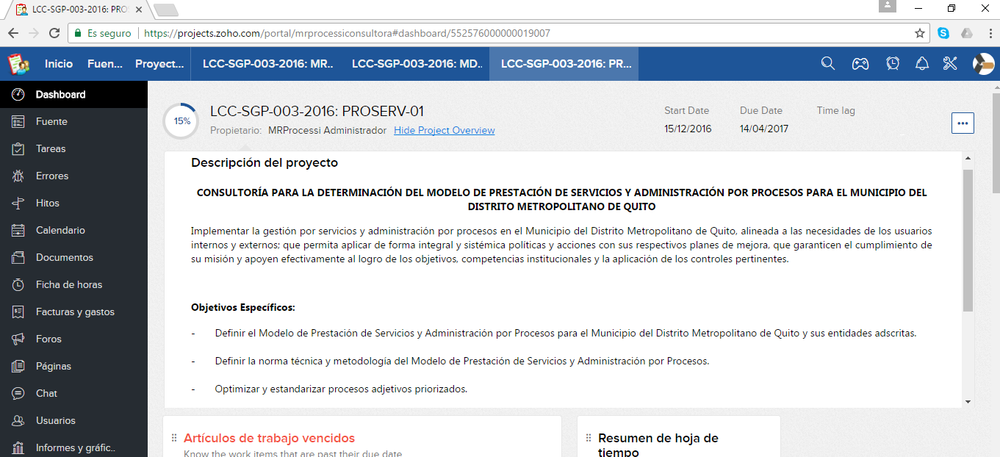 LCC-SGP-003-2016: PRO
Es seguro
https://projects.zoho.com/portal/mrprocessiconsultora#dashboard/552576000000019007
Inicio
Fuen...
Proyect...
LCC-SGP-003-2016: MR..
LCC-SGP-003-2016: MD..
LCC-SGP-003-2016: PR...
Dashboard
Fuente
Tareas
Errores
Hitos
Calendario
Documentos
Ficha de horas
Facturas y gastos
Foros
Páginas
Chat
Usuarios
Informes y gráfic..
15%
LCC-SGP-003-2016: PROSERV-01
Propietario: MRProcessi Administrador Hide Project Overview
Start Date
15/12/2016
Due Date
14/04/2017
Time lag
Descripción del proyecto
CONSULTORÍA PARA LA DETERMINACIÓN DEL MODELO DE PRESTACIÓN DE SERVICIOS Y ADMINISTRACIÓN POR PROCESOS PARA EL MUNICIPIO DEL
DISTRITO METROPOLITANO DE QUITO
Implementar la gestión por servicios y administración por procesos en el Municipio del Distrito Metropolitano de Quito, alineada a las necesidades de los usuarios
internos y externos; que permita aplicar de forma integral y sistémica políticas y acciones con sus respectivos planes de mejora, que garanticen el cumplimiento de
su misión y apoyen efectivamente al logro de los objetivos, competencias institucionales y la aplicación de los controles pertinentes.
Objetivos Específicos:
- Definir el Modelo de Prestación de Servicios y Administración por Procesos para el Municipio del Distrito Metropolitano de Quito y sus entidades adscritas.
- Definir la norma técnica y metodología del Modelo de Prestación de Servicios y Administración por Procesos.
- Optimizar y estandarizar procesos adjetivos priorizados.
Artículos de trabajo vencidos
Know the work items that are past their due date
Resumen de hoja de
tiempo